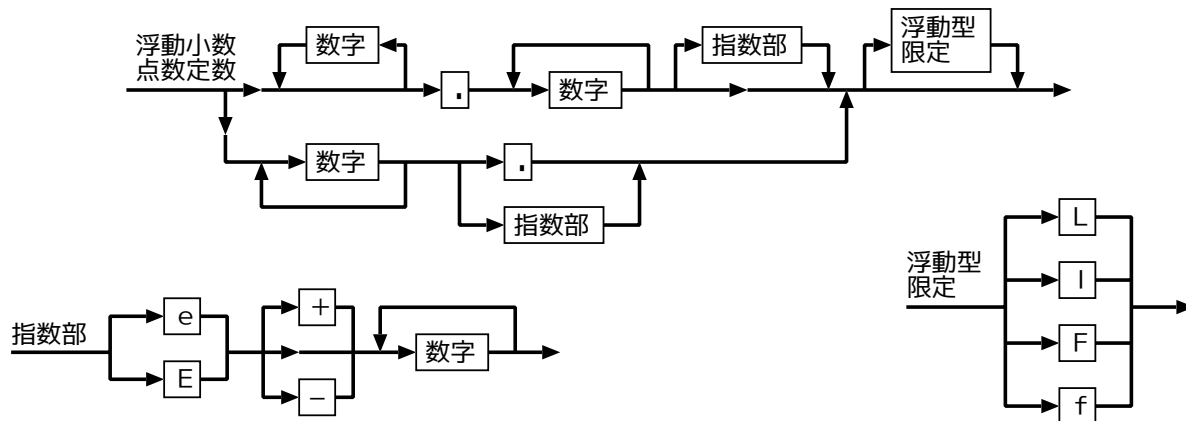 浮動小数
点数定数
数字
.
数字
指数部
浮動型
限定
数字
.
指数部
指数部
e
E
+
-
数字
浮動型
限定
L
l
F
f